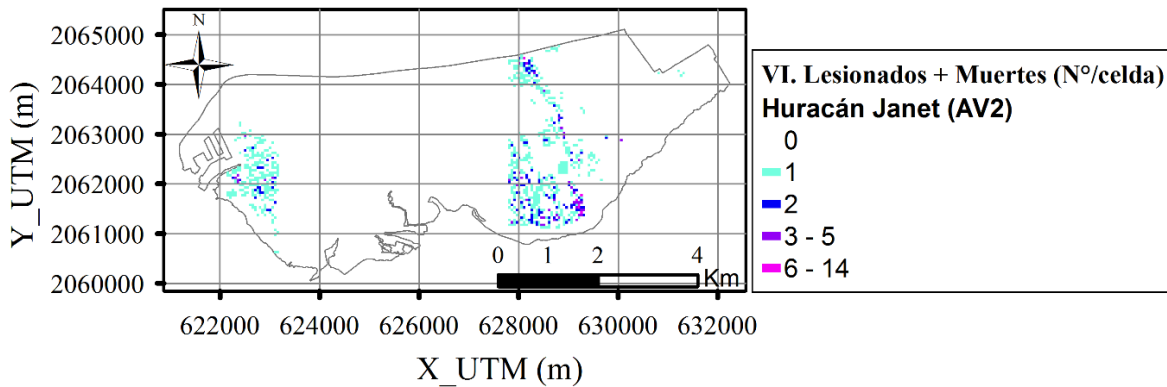 N
2065000
2064000
2063000
2062000
2061000
2060000
Y_UTM (m)
0 1 2 4
Km
622000 624000 626000 628000 630000 632000
X_UTM (m)
VI. Lesionados + Muertes (N°/celda)
Huracán Janet (AV2)
0
1
2
3 - 5
6 - 14